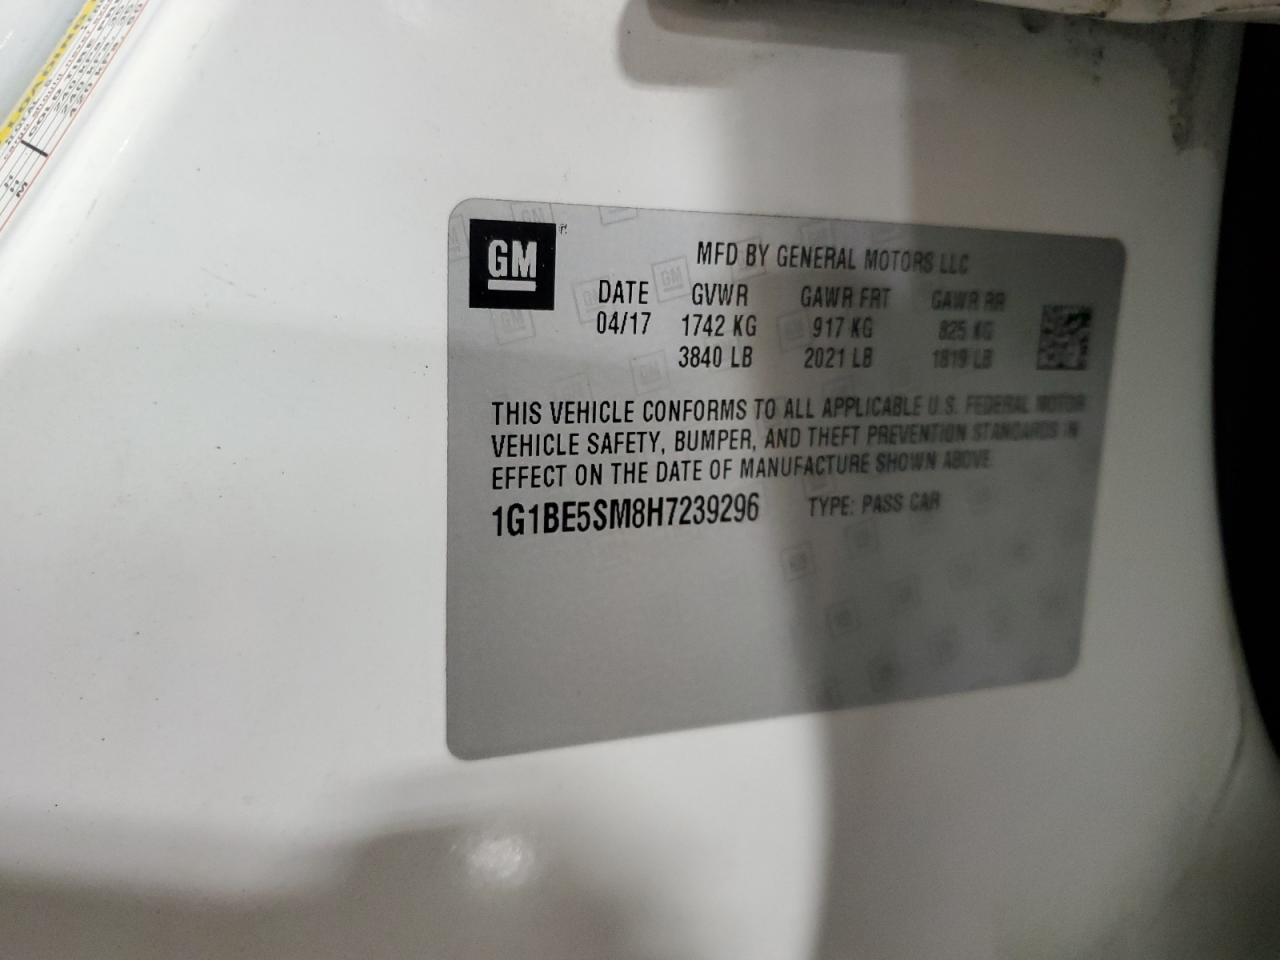 GM
MFD BY GENERAL MOTORS LLC
DATE GVWR GAWR FRT GAWR RR
04/17 1742 KG 917 KG 825 KG
3840 LB 2021 LB 1819 LB
THIS VEHICLE CONFORMS TO ALL APPLICABLE U.S. FEDERAL MOTOR
VEHICLE SAFETY, BUMPER, AND THEFT PREVENTION STANDARDS IN
EFFECT ON THE DATE OF MANUFACTURE SHOWN ABOVE.
1G1BE5SM8H7239296 TYPE: PASS CAR